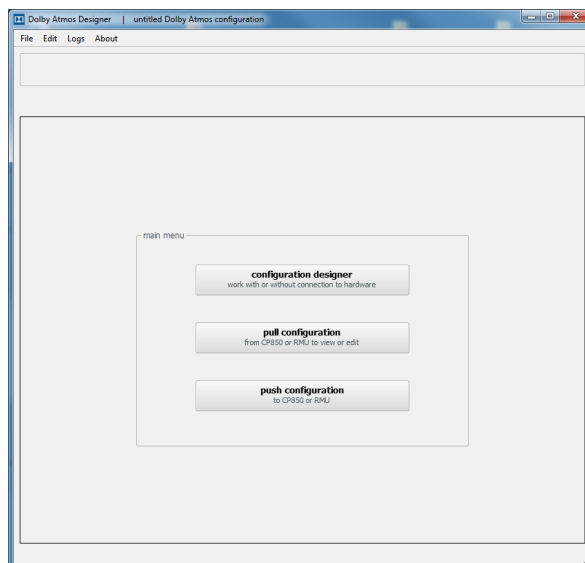 Dolby Atmos Designer | untitled Dolby Atmos configuration
File Edit Logs About
main menu
configuration designer
work with or without connection to hardware
pull configuration
from CP850 or RMU to view or edit
push configuration
to CP850 or RMU